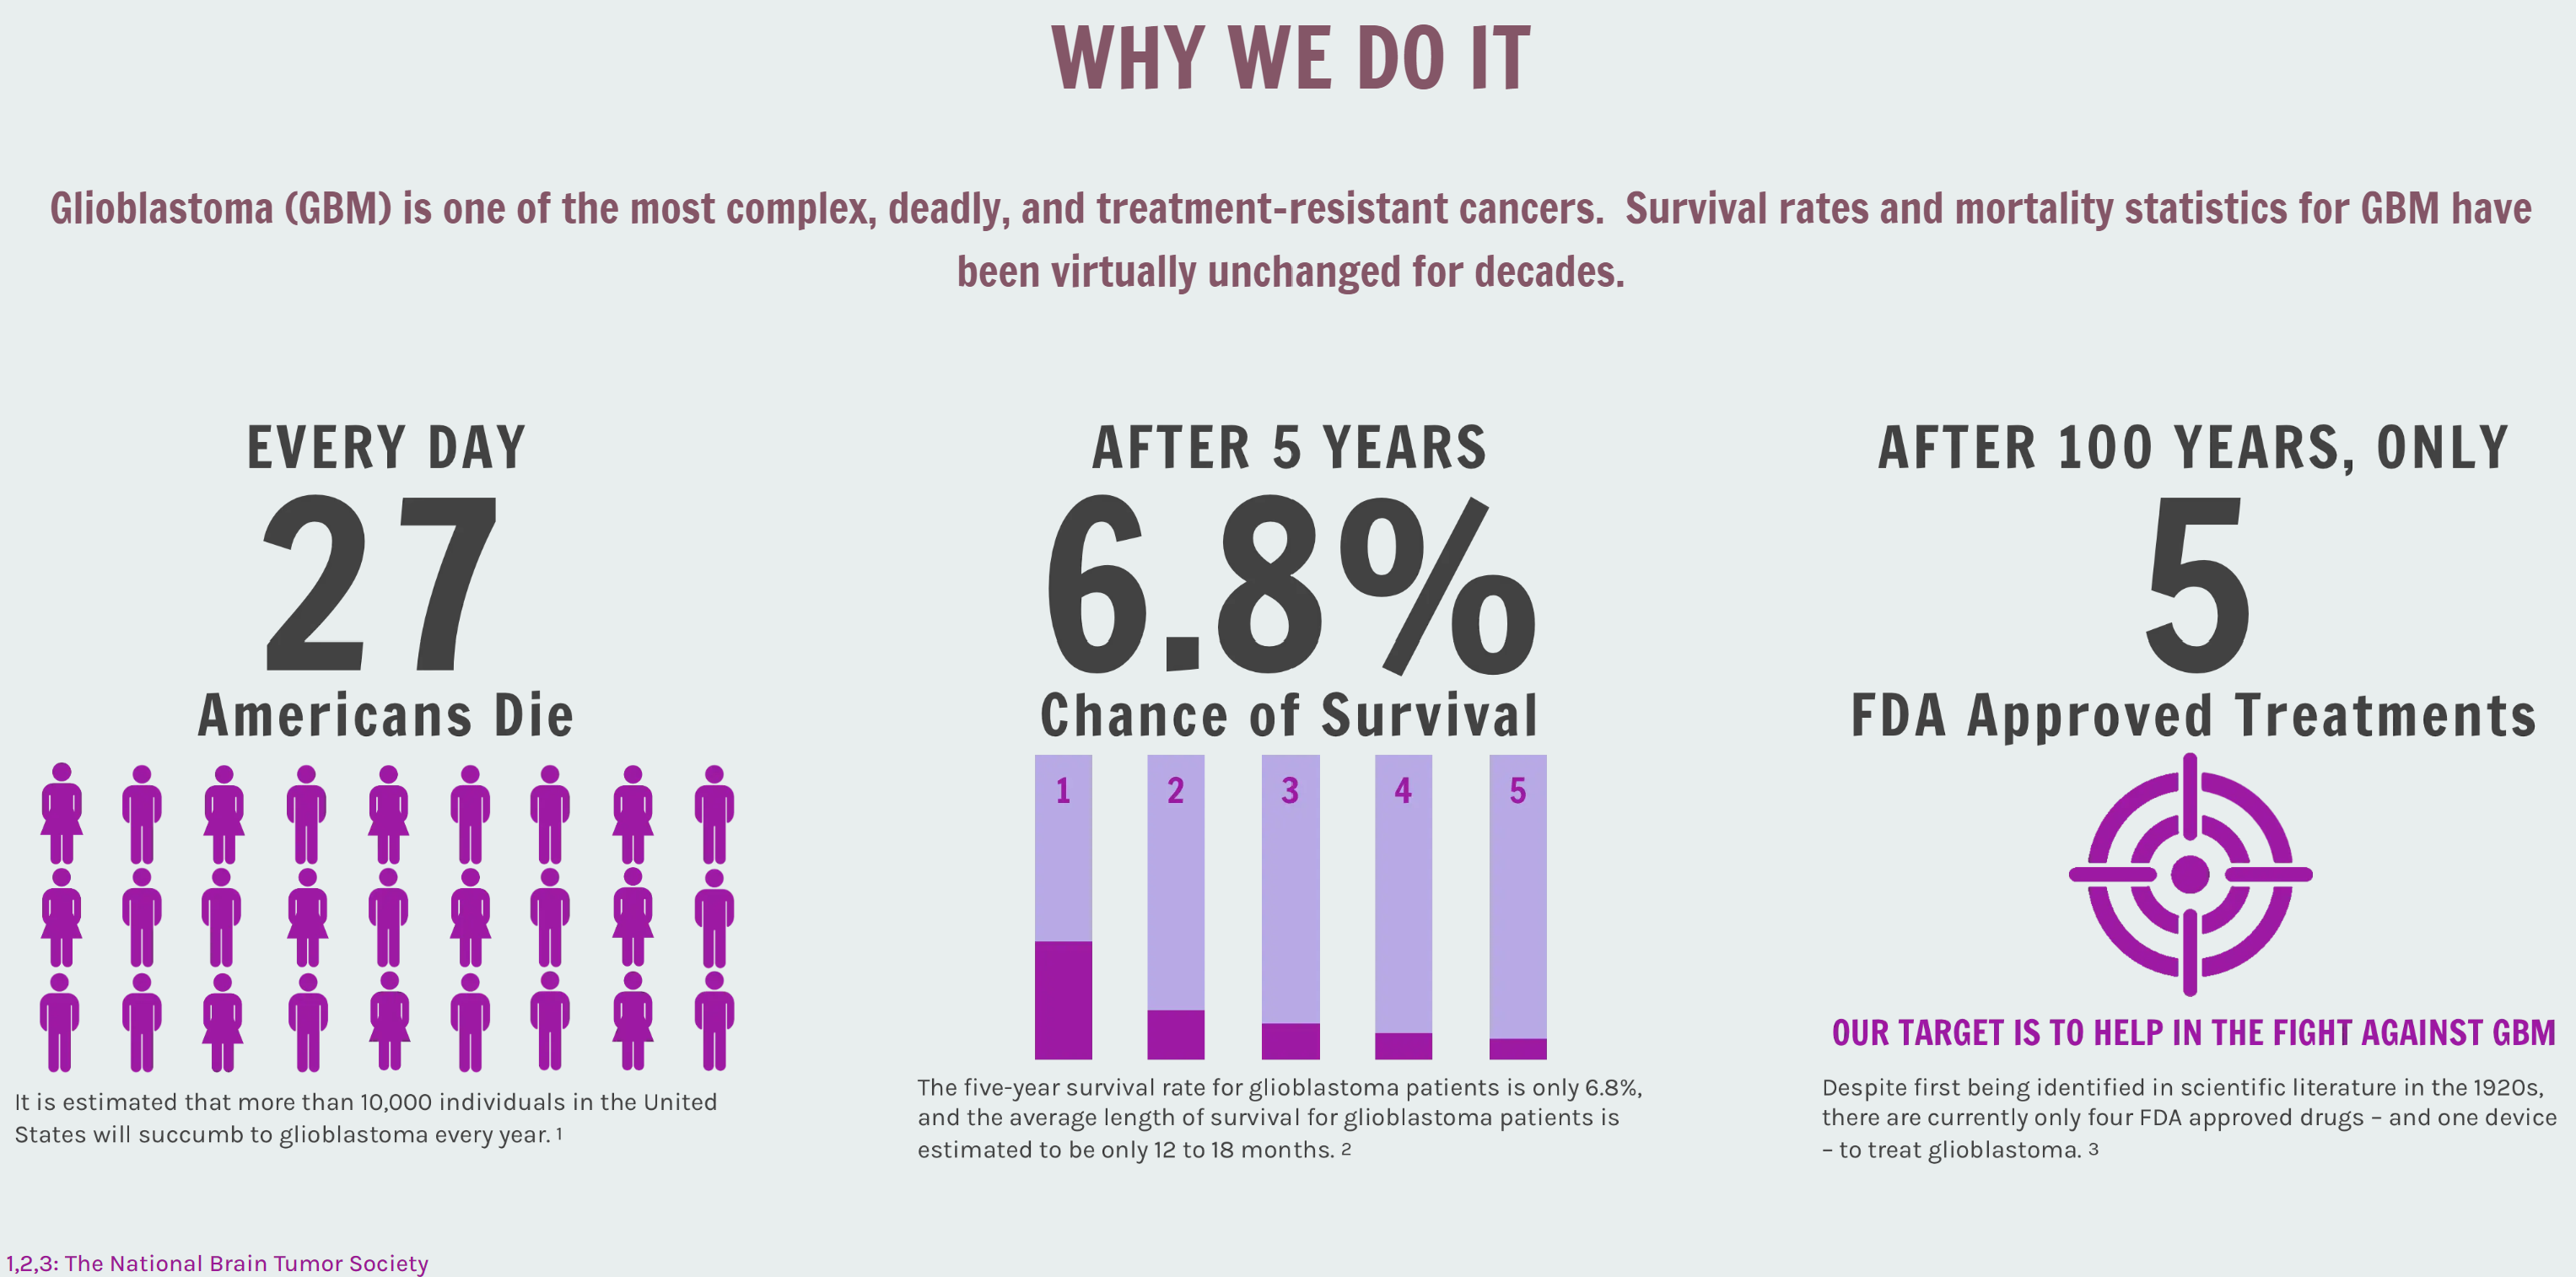 WHY WE DO IT
Glioblastoma (GBM) is one of the most complex, deadly, and treatment-resistant cancers.  Survival rates and mortality statistics for GBM have
been virtually unchanged for decades.
EVERY DAY
27
Americans Die
It is estimated that more than 10,000 individuals in the United
States will succumb to glioblastoma every year. 1
AFTER 5 YEARS
6.8%
Chance of Survival
1 2 3 4 5
The five-year survival rate for glioblastoma patients is only 6.8%,
and the average length of survival for glioblastoma patients is
estimated to be only 12 to 18 months. 2
AFTER 100 YEARS, ONLY
5
FDA Approved Treatments
OUR TARGET IS TO HELP IN THE FIGHT AGAINST GBM
Despite first being identified in scientific literature in the 1920s,
there are currently only four FDA approved drugs – and one device
– to treat glioblastoma. 3
1,2,3: The National Brain Tumor Society